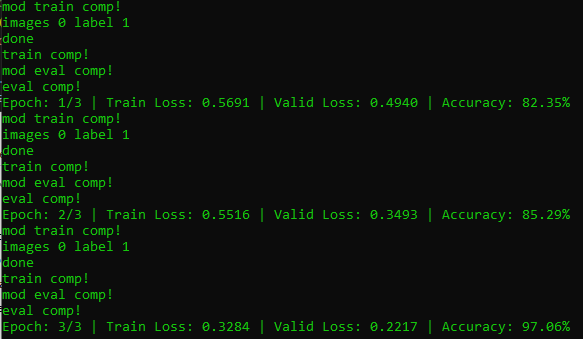 mod train comp!
images 0 label 1
done
train comp!
mod eval comp!
eval comp!
Epoch: 1/3 | Train Loss: 0.5691 | Valid Loss: 0.4940 | Accuracy: 82.35%
mod train comp!
images 0 label 1
done
train comp!
mod eval comp!
eval comp!
Epoch: 2/3 | Train Loss: 0.5516 | Valid Loss: 0.3493 | Accuracy: 85.29%
mod train comp!
images 0 label 1
done
train comp!
mod eval comp!
eval comp!
Epoch: 3/3 | Train Loss: 0.3284 | Valid Loss: 0.2217 | Accuracy: 97.06%